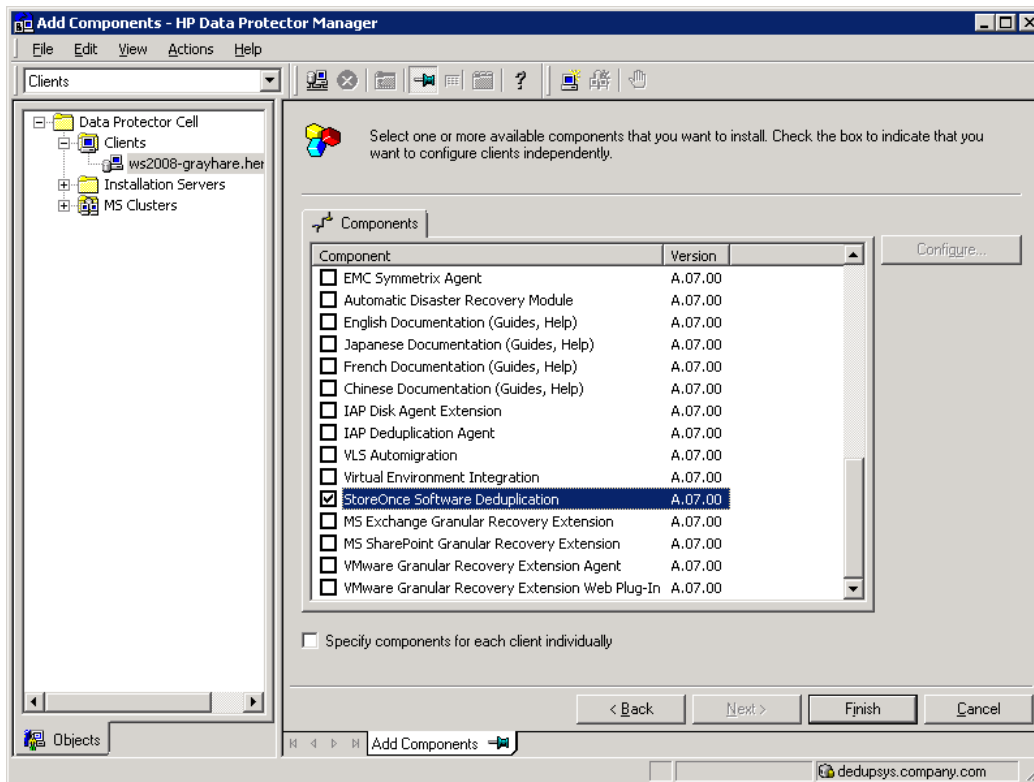 Add Components - HP Data Protector Manager
File Edit View Actions Help
Clients
Data Protector Cell
Clients
ws2008-grayhare.her
Installation Servers
MS Clusters
Select one or more available components that you want to install. Check the box to indicate that you
want to configure clients independently.
Components
Configure...
Component Version
EMC Symmetrix Agent A.07.00
Automatic Disaster Recovery Module A.07.00
English Documentation (Guides, Help) A.07.00
Japanese Documentation (Guides, Help) A.07.00
French Documentation (Guides, Help) A.07.00
Chinese Documentation (Guides, Help) A.07.00
IAP Disk Agent Extension A.07.00
IAP Deduplication Agent A.07.00
VLS Automigration A.07.00
Virtual Environment Integration A.07.00
StoreOnce Software Deduplication A.07.00
MS Exchange Granular Recovery Extension A.07.00
MS SharePoint Granular Recovery Extension A.07.00
VMware Granular Recovery Extension Agent A.07.00
VMware Granular Recovery Extension Web Plug-In A.07.00
Specify components for each client individually
< Back Next > Finish Cancel
Objects
Add Components
dedupsys.company.com